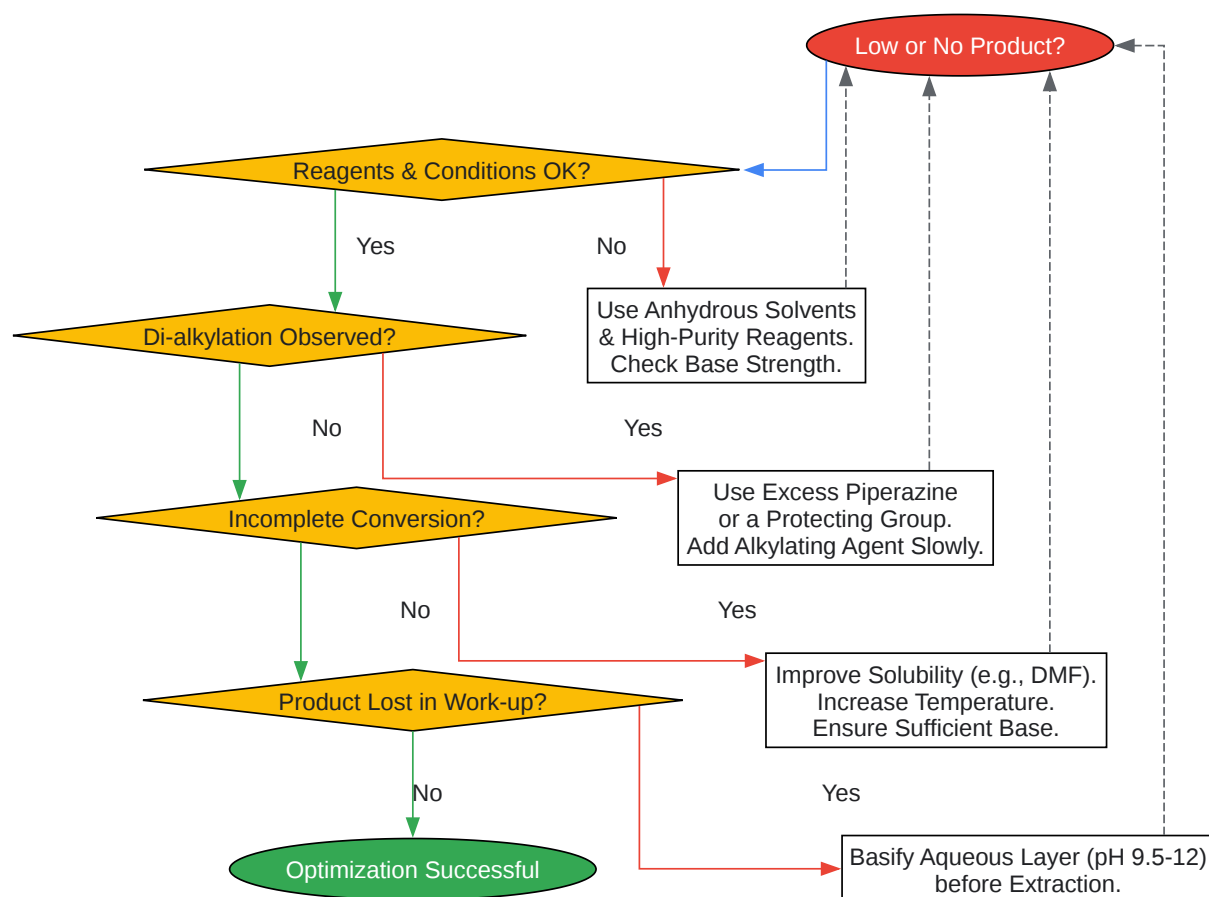 Low or No Product?
Reagents & Conditions OK?
Yes
No
Use Anhydrous Solvents
& High-Purity Reagents.
Check Base Strength.
Di-alkylation Observed?
No
Yes
Use Excess Piperazine
or a Protecting Group.
Add Alkylating Agent Slowly.
Incomplete Conversion?
No
Yes
Improve Solubility (e.g., DMF).
Increase Temperature.
Ensure Sufficient Base.
Product Lost in Work-up?
No
Yes
Optimization Successful
Basify Aqueous Layer (pH 9.5-12)
before Extraction.